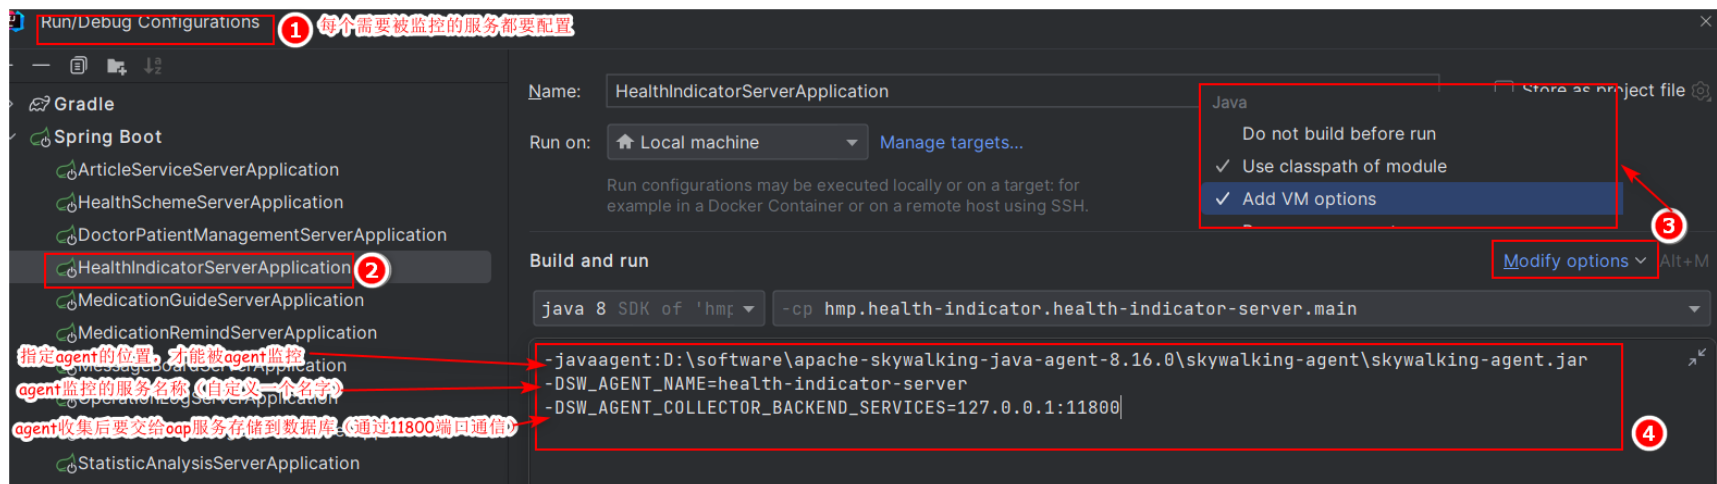 Run/Debug Configurations
1
每个需要被监控的服务都要配置
Gradle
Spring Boot
ArticleServiceServerApplication
HealthSchemeServerApplication
DoctorPatientManagementServerApplication
HealthIndicatorServerApplication
2
MedicationGuideServerApplication
MedicationRemindServerApplication
指定agent的位置，才能被agent监控
MessageBoardServerApplication
agent监控的服务名称（自定义一个名字）
OperationLogServerApplication
agent收集后要交给oap服务存储到数据库（通过11800端口通信）
StatisticAnalysisServerApplication
Name:
HealthIndicatorServerApplication
Store as project file
Run on:
Local machine
Manage targets...
Run configurations may be executed locally or on a target: for
example in a Docker Container or on a remote host using SSH.
Java
Do not build before run
Use classpath of module
Add VM options
3
Build and run
Modify options
Alt+M
java 8 SDK of 'hmp
-cp hmp.health-indicator.health-indicator-server.main
-javaagent:D:\software\apache-skywalking-java-agent-8.16.0\skywalking-agent\skywalking-agent.jar
-DSW_AGENT_NAME=health-indicator-server
-DSW_AGENT_COLLECTOR_BACKEND_SERVICES=127.0.0.1:11800
4